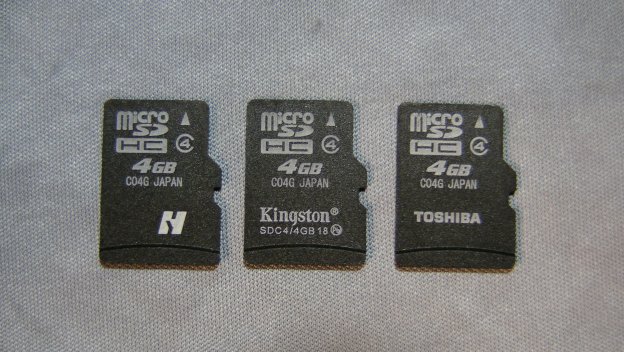 micro
SD
HC 4
4GB
C04G JAPAN
N
micro
SD
HC 4
4GB
C04G JAPAN
Kingston®
SDC4/4GB 18
micro
SD
HC 4
4GB
C04G JAPAN
TOSHIBA